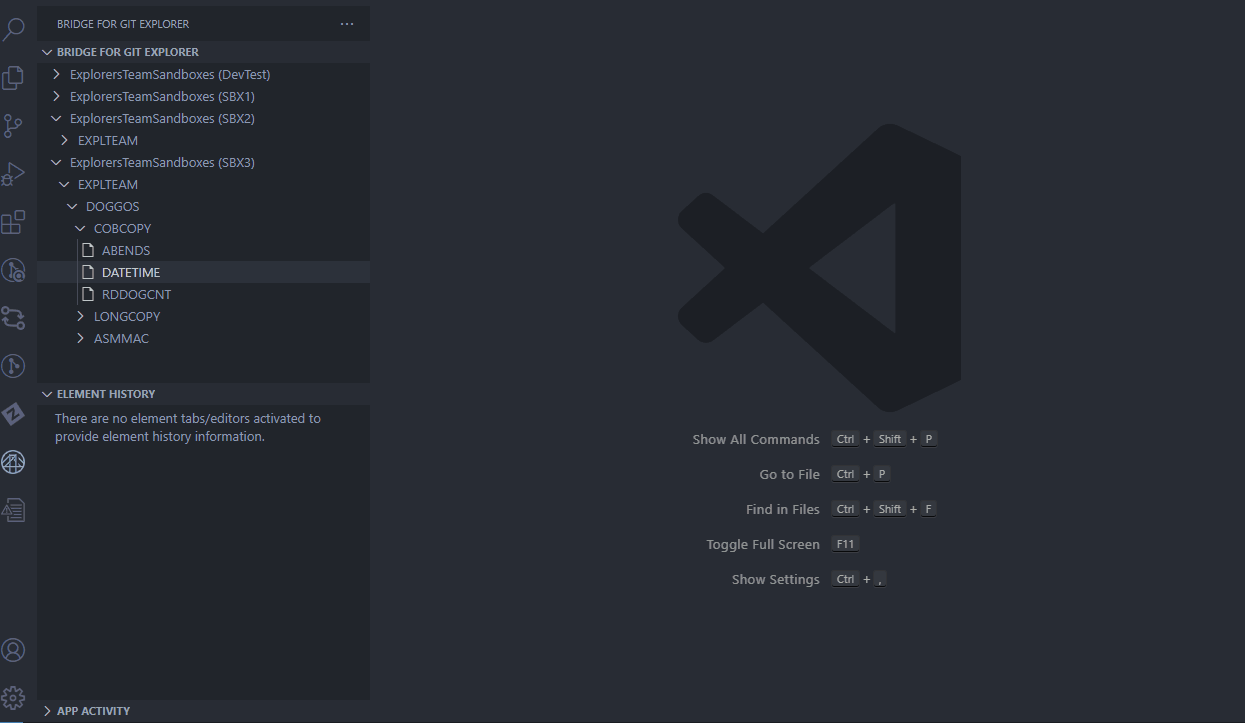 BRIDGE FOR GIT EXPLORER
BRIDGE FOR GIT EXPLORER
ExplorersTeamSandboxes (DevTest)
ExplorersTeamSandboxes (SBX1)
ExplorersTeamSandboxes (SBX2)
EXPLTEAM
ExplorersTeamSandboxes (SBX3)
EXPLTEAM
DOGGOS
COBCOPY
ABENDS
DATETIME
RDDOGCNT
LONGCOPY
ASMMAC
ELEMENT HISTORY
There are no element tabs/editors activated to
provide element history information.
APP ACTIVITY
Show All Commands Ctrl + Shift + P
Go to File Ctrl + P
Find in Files Ctrl + Shift + F
Toggle Full Screen F11
Show Settings Ctrl + ,